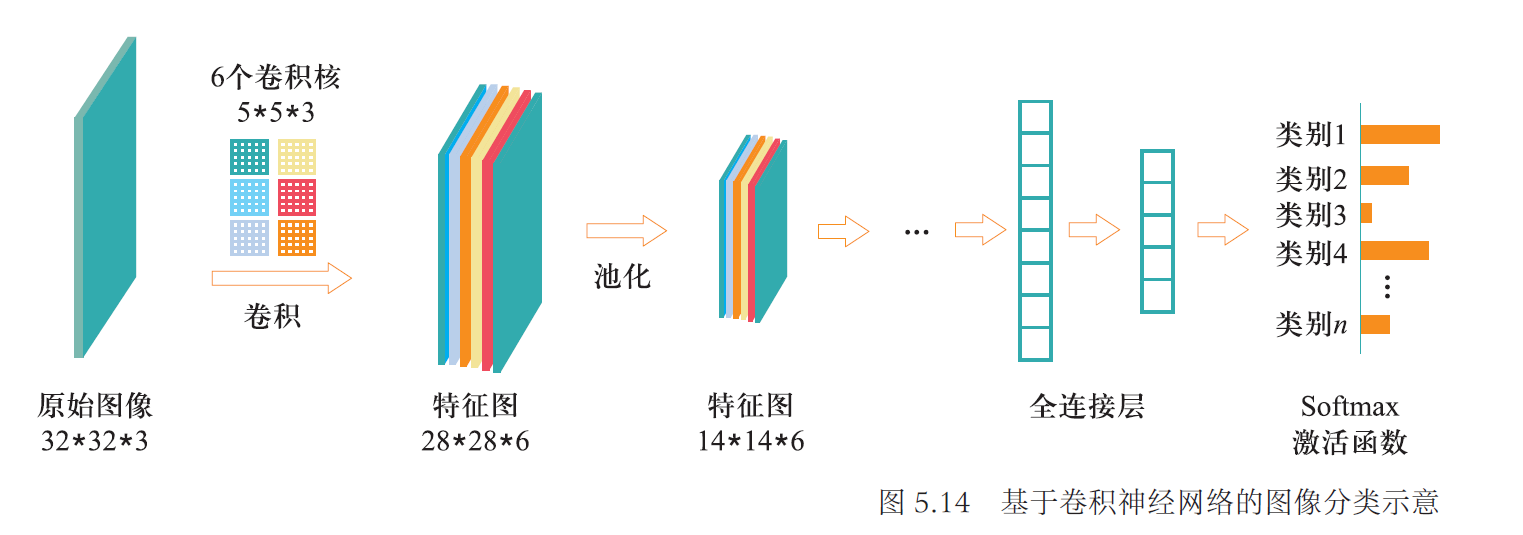 6个卷积核
5*5*3
卷积
池化
...
类别1
类别2
类别3
类别4
⋮
类别n
原始图像
32*32*3
特征图
28*28*6
特征图
14*14*6
全连接层
Softmax
激活函数
图 5.14 基于卷积神经网络的图像分类示意